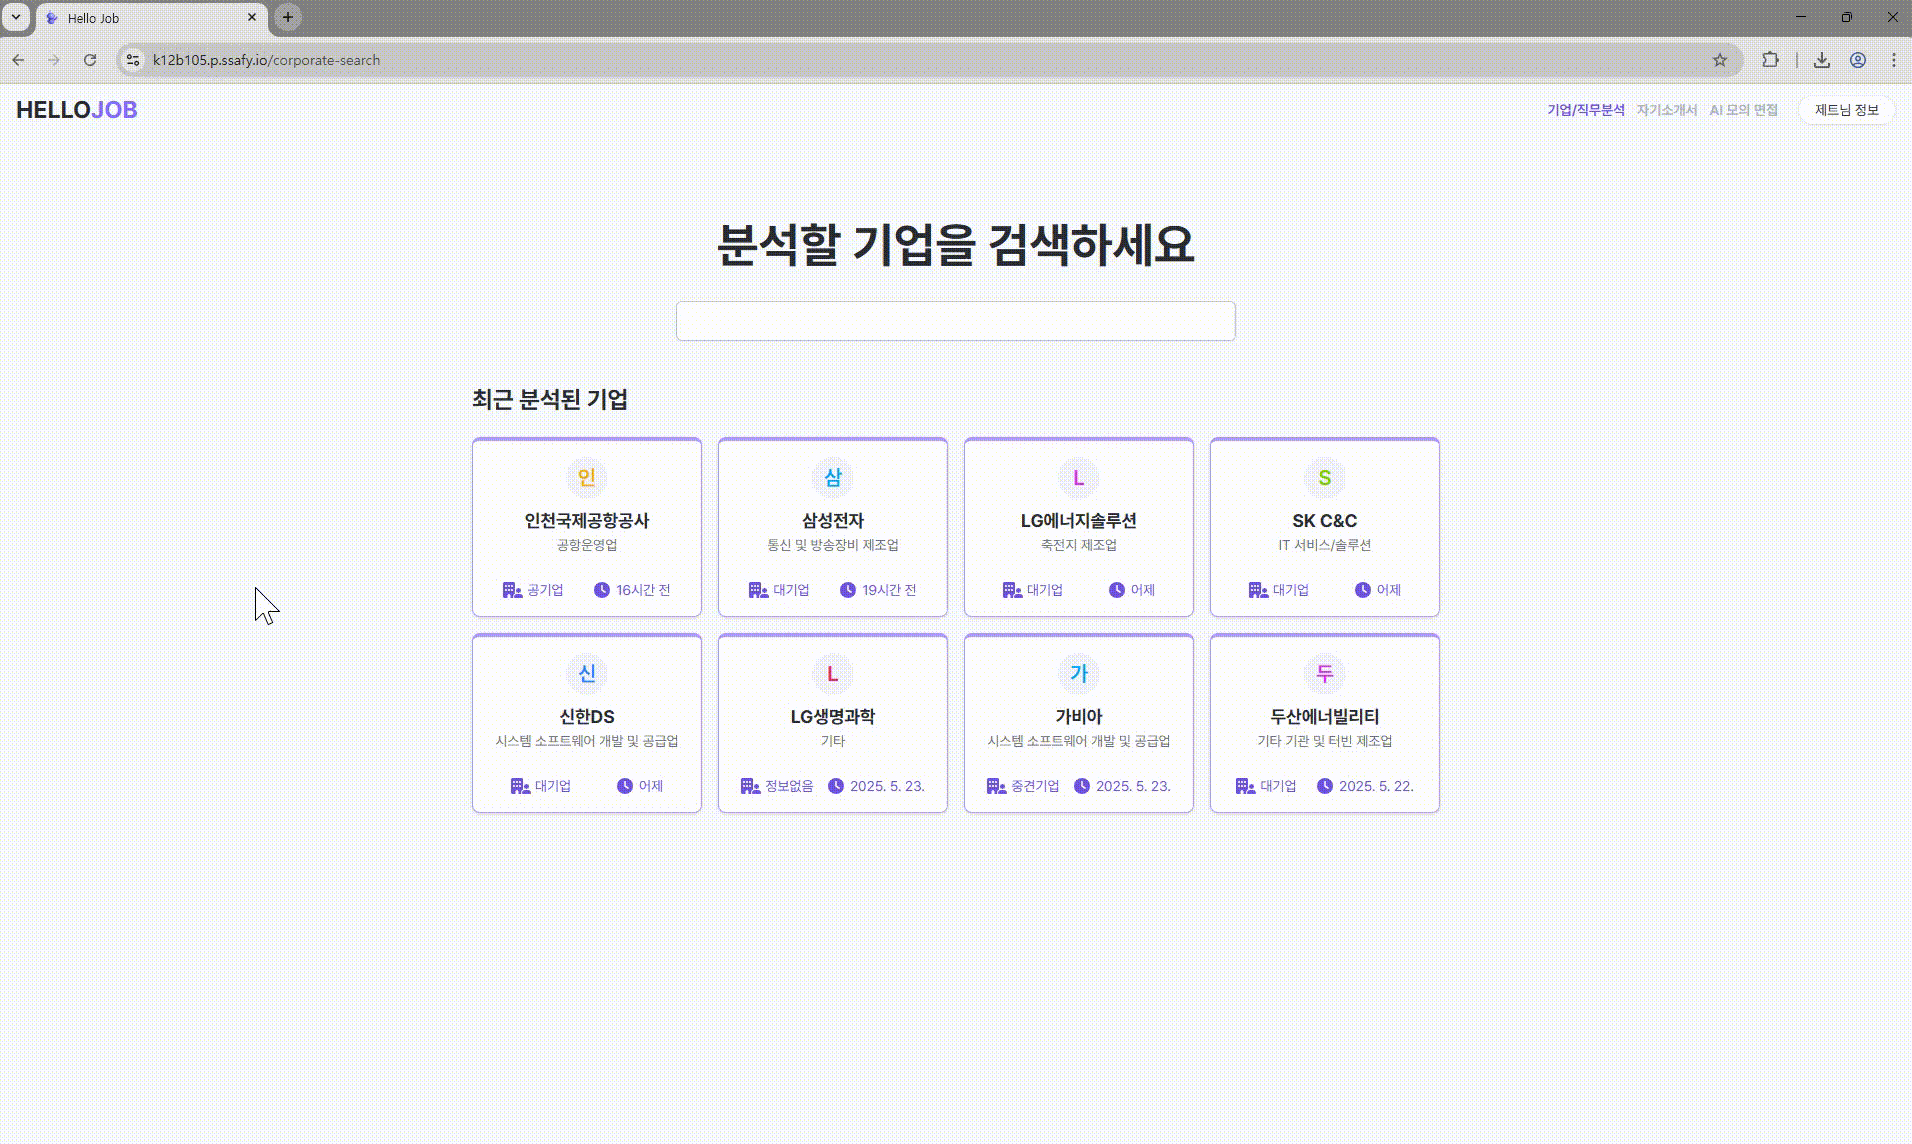 Hello Job
k12b105.p.ssafy.io/corporate-search
HELLOJOB
기업/직무분석 자기소개서 AI 모의 면접 제트님 정보
분석할 기업을 검색하세요
최근 분석된 기업
인
인천국제공항공사
공항운영업
공기업 16시간 전
삼
삼성전자
통신 및 방송장비 제조업
대기업 19시간 전
L
LG에너지솔루션
축전지 제조업
대기업 어제
S
SK C&C
IT 서비스/솔루션
대기업 어제
신
신한DS
시스템 소프트웨어 개발 및 공급업
대기업 어제
L
LG생명과학
기타
정보없음 2025. 5. 23.
가
가비아
시스템 소프트웨어 개발 및 공급업
중견기업 2025. 5. 23.
두
두산에너빌리티
기타 기관 및 터빈 제조업
대기업 2025. 5. 22.